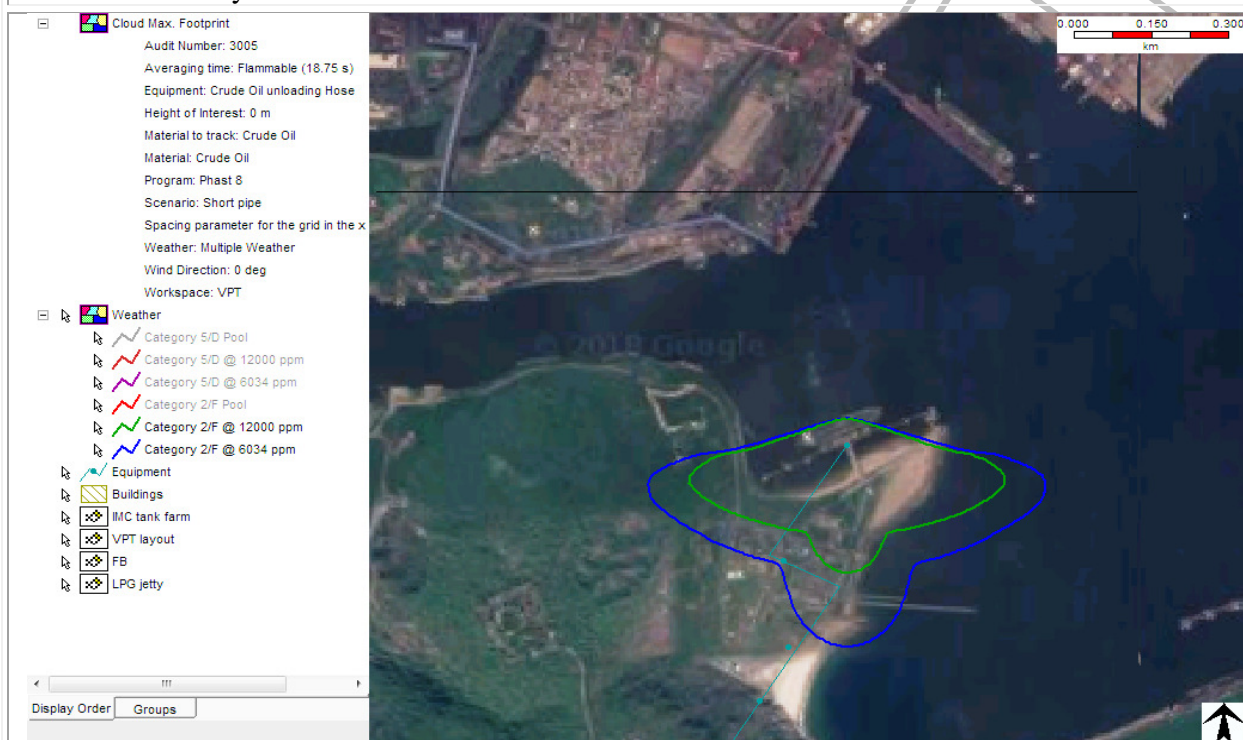 Cloud Max. Footprint
Audit Number: 3005
Averaging time: Flammable (18.75 s)
Equipment: Crude Oil unloading Hose
Height of Interest: 0 m
Material to track: Crude Oil
Material: Crude Oil
Program: Phast 8
Scenario: Short pipe
Spacing parameter for the grid in the x
Weather: Multiple Weather
Wind Direction: 0 deg
Workspace: VPT
Weather
Category 5/D Pool
Category 5/D @ 12000 ppm
Category 5/D @ 6034 ppm
Category 2/F Pool
Category 2/F @ 12000 ppm
Category 2/F @ 6034 ppm
Equipment
Buildings
IMC tank farm
VPT layout
FB
LPG jetty
Display Order Groups
0.000 0.150 0.300
km
© 2018 Google